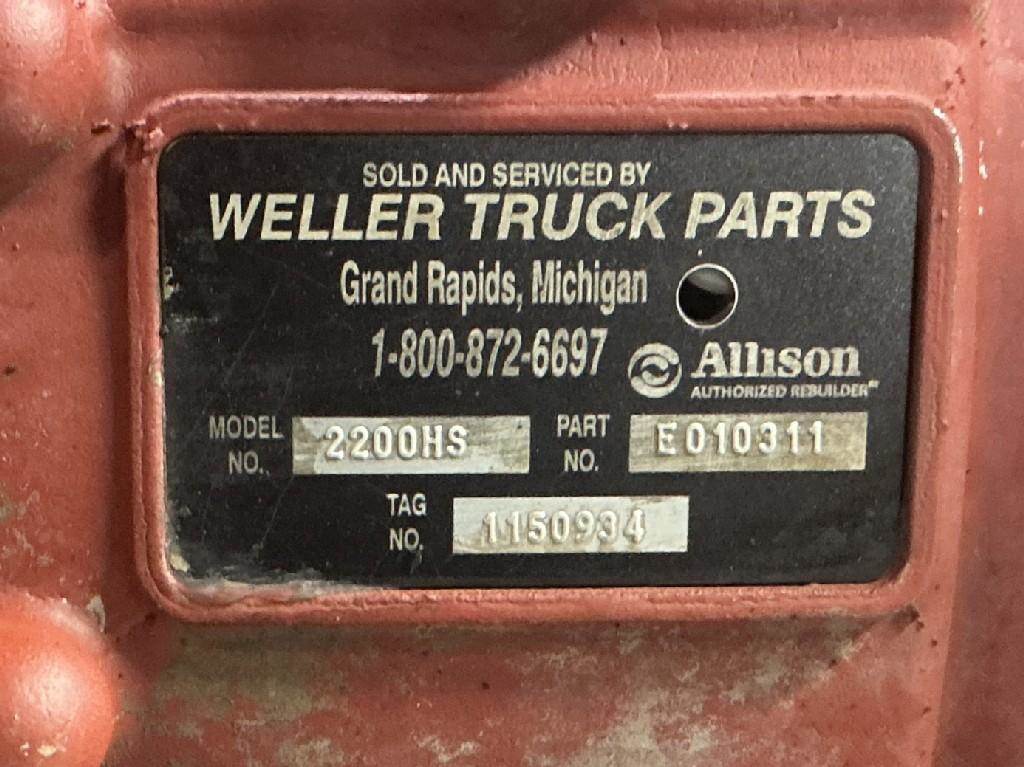 SOLD AND SERVICED BY
WELLER TRUCK PARTS
Grand Rapids, Michigan
1-800-872-6697
Allison
AUTHORIZED REBUILDER
MODEL NO. 2200HS
PART NO. E010311
TAG NO. 1150934